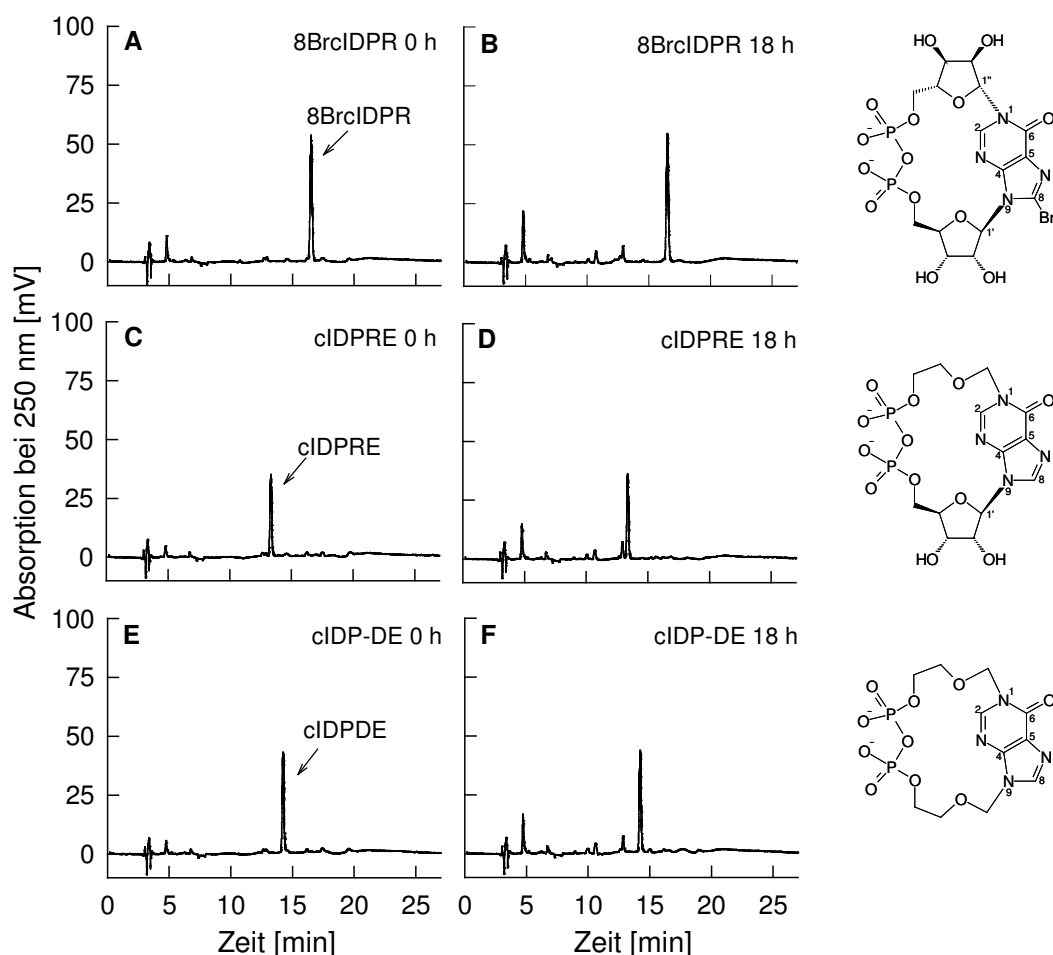 Absorption bei 250 nm [mV]
A
8BrcIDPR 0 h
8BrcIDPR
100
75
50
25
0
B
8BrcIDPR 18 h
HO
OH
1''
O
O
O
P
O⁻
O
O⁻
P
O
O
N
1
2
6
O
5
N
4
N
N
9
8
Br
O
1'
HO
OH
C
cIDPRE 0 h
cIDPRE
100
75
50
25
0
D
cIDPRE 18 h
O
O
O
P
O⁻
O
O⁻
P
O
O
N
1
2
6
O
5
N
4
N
N
9
8
O
1'
HO
OH
E
cIDP-DE 0 h
cIDPDE
100
75
50
25
0
0 5 10 15 20 25
Zeit [min]
F
cIDP-DE 18 h
0 5 10 15 20 25
Zeit [min]
O
O
O
P
O⁻
O
O⁻
P
O
O
N
1
2
6
O
5
N
4
N
N
9
8
O